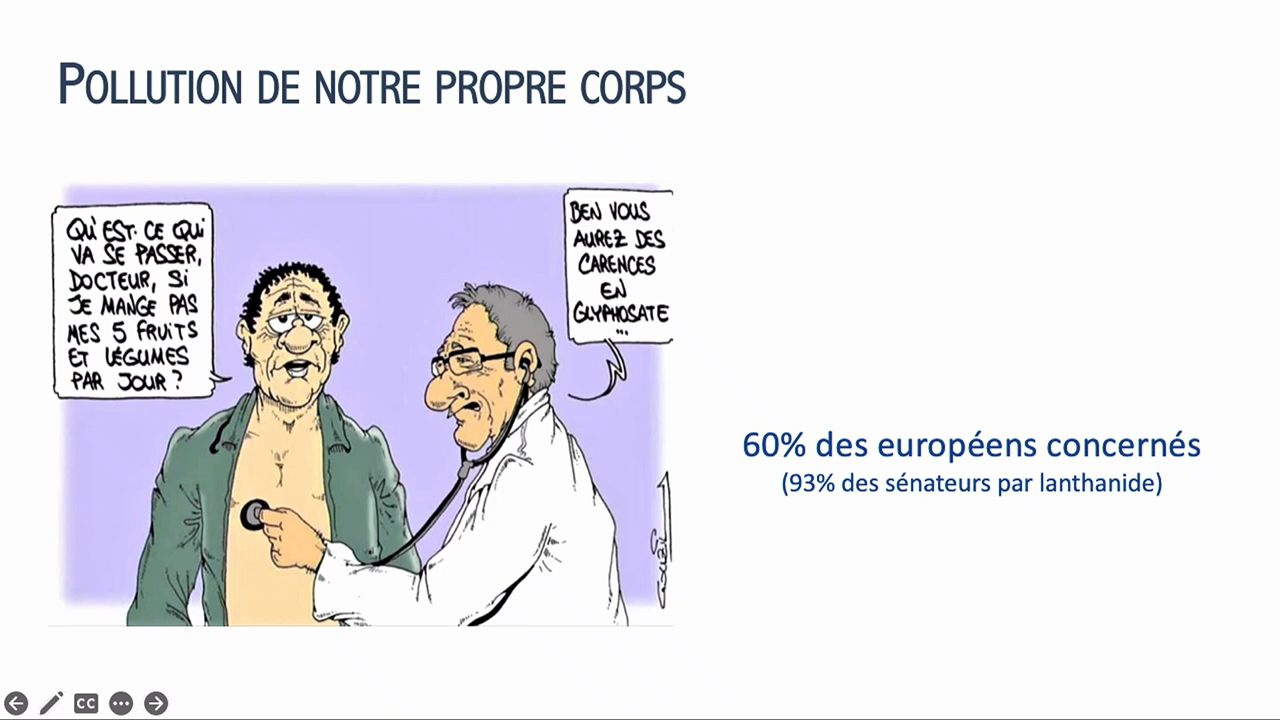 POLLUTION DE NOTRE PROPRE CORPS
QU'EST-CE QUI
VA SE PASSER,
DOCTEUR, SI
JE MANGE PAS
MES 5 FRUITS
ET LÉGUMES
PAR JOUR ?
BEN VOUS
AUREZ DES
CARENCES
EN
GLYPHOSATE
...
60% des européens concernés
(93% des sénateurs par lanthanide)
CC